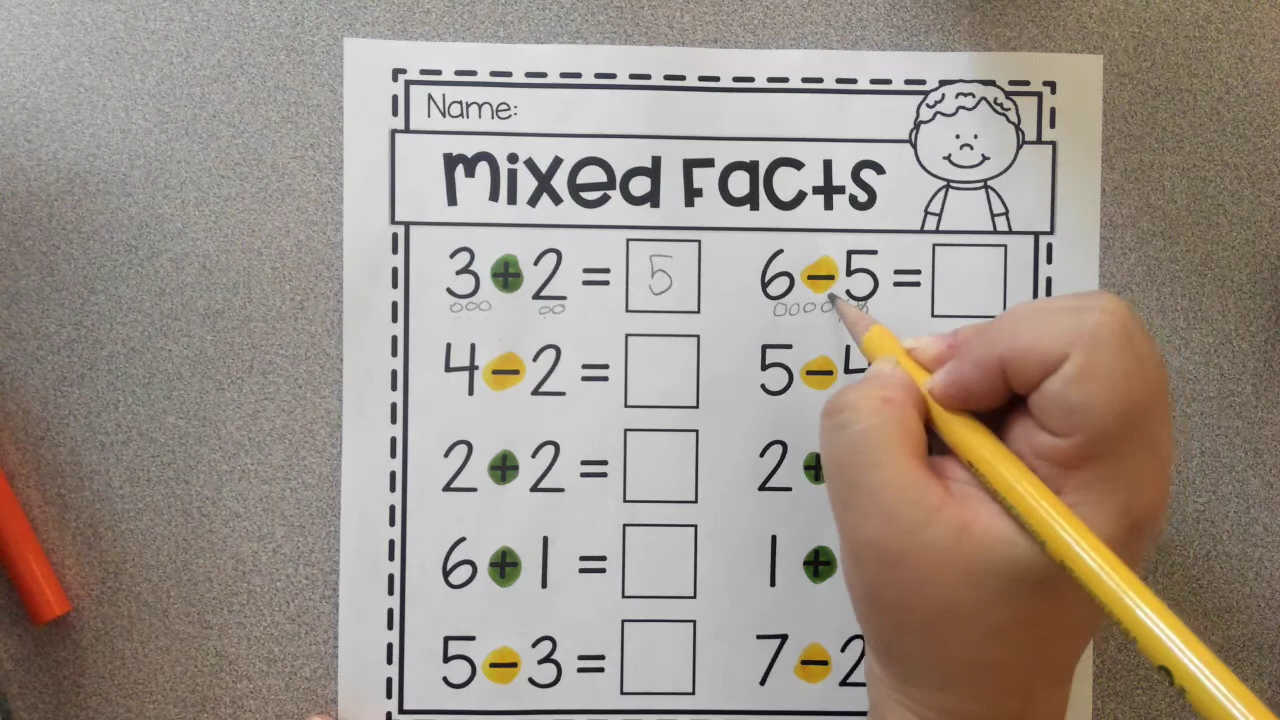 Name:
mixed Facts
3 + 2 = 5
6 - 5 =
4 - 2 =
5 - 4
2 + 2 =
2 +
6 + 1 =
1 +
5 - 3 =
7 - 2